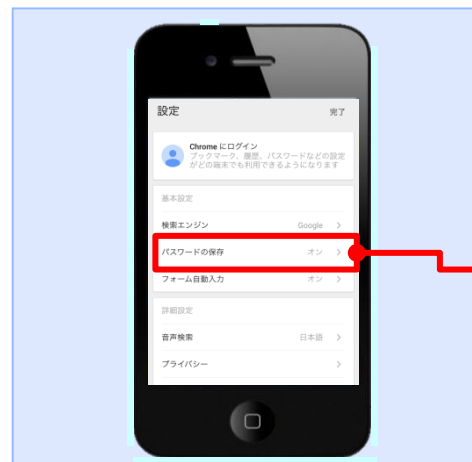 設定 完了
Chrome にログイン
ブックマーク、履歴、パスワードなどの設定
がどの端末でも利用できるようになります
基本設定
検索エンジン Google >
パスワードの保存 オン >
フォーム自動入力 オン >
詳細設定
音声検索 日本語 >
プライバシー >